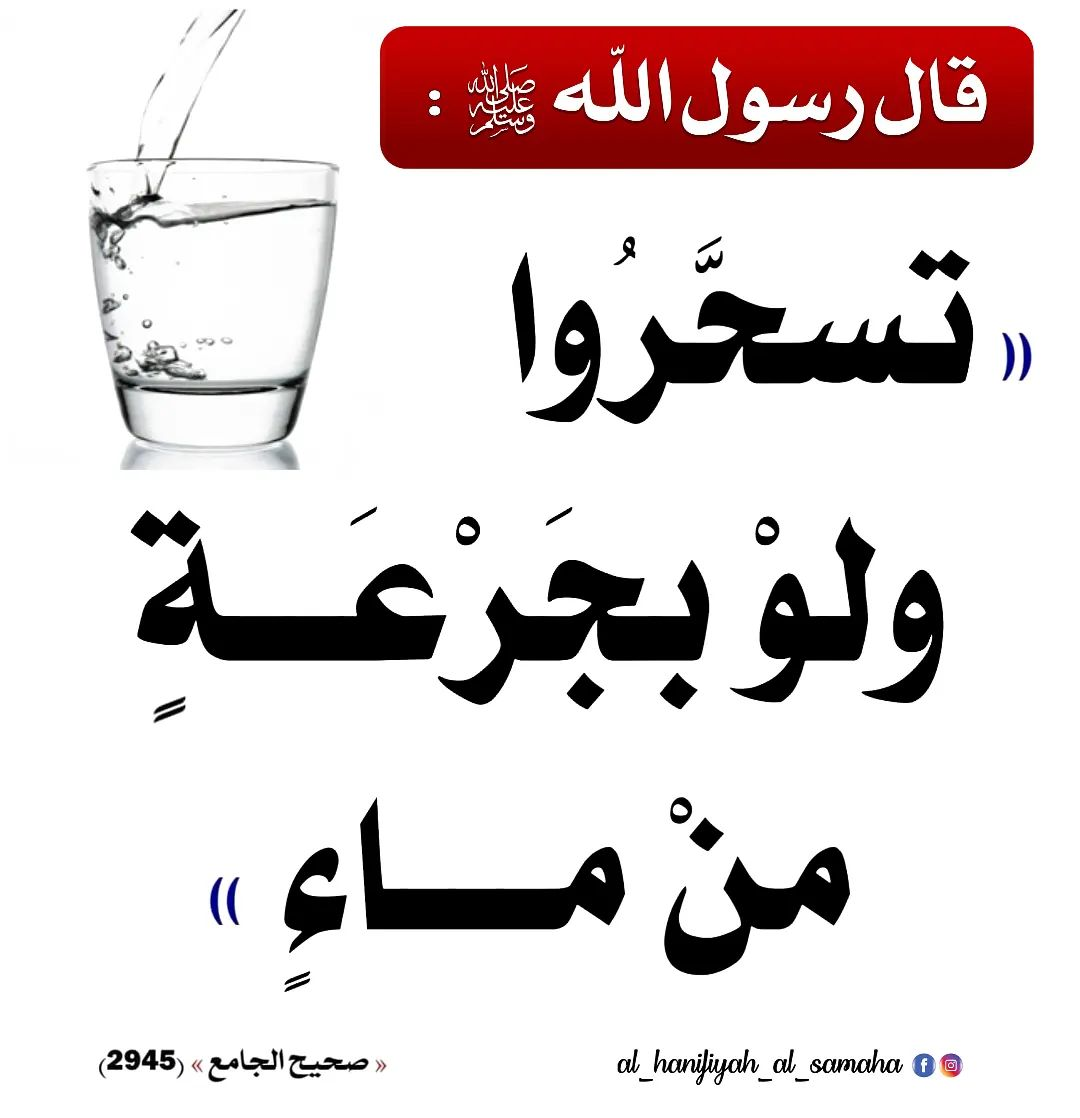 قال رسول الله ﷺ :
(( تسحَّرُوا
ولوْ بجَرْعَةٍ
منْ ماءٍ ))
« صحيح الجامع » (2945)
al_hanifiyah_al_samaha